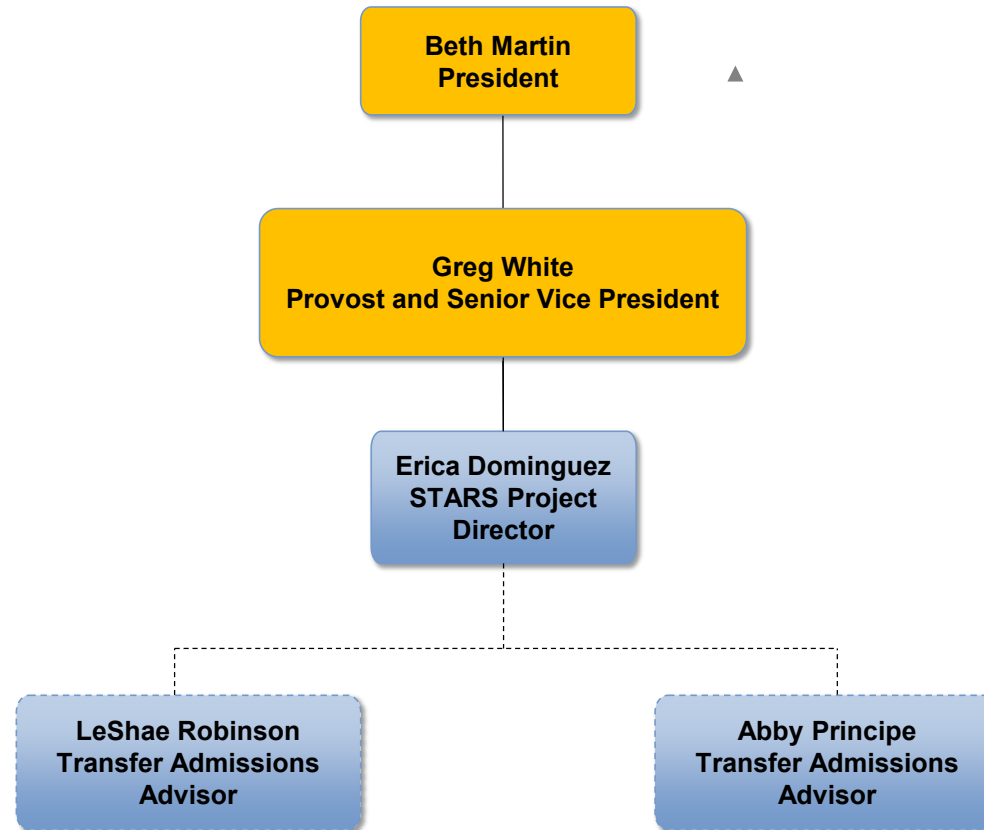 Beth Martin
President
Greg White
Provost and Senior Vice President
Erica Dominguez
STARS Project
Director
LeShae Robinson
Transfer Admissions
Advisor
Abby Principe
Transfer Admissions
Advisor